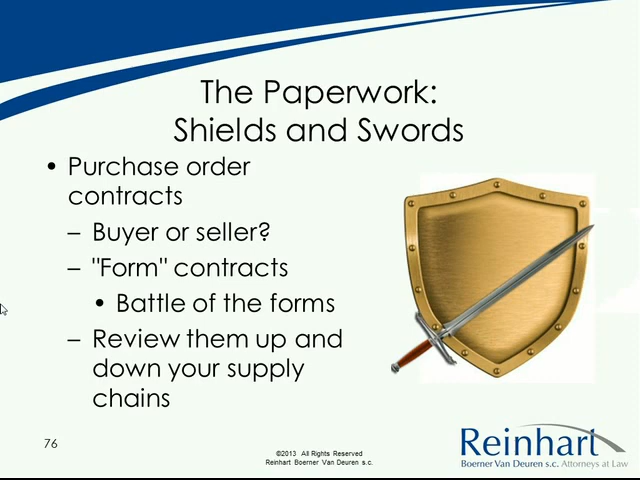 The Paperwork:
Shields and Swords
• Purchase order
contracts
– Buyer or seller?
– "Form" contracts
• Battle of the forms
– Review them up and
down your supply
chains
76
©2013 All Rights Reserved
Reinhart Boerner Van Deuren s.c.
Reinhart
Boerner Van Deuren s.c. Attorneys at Law